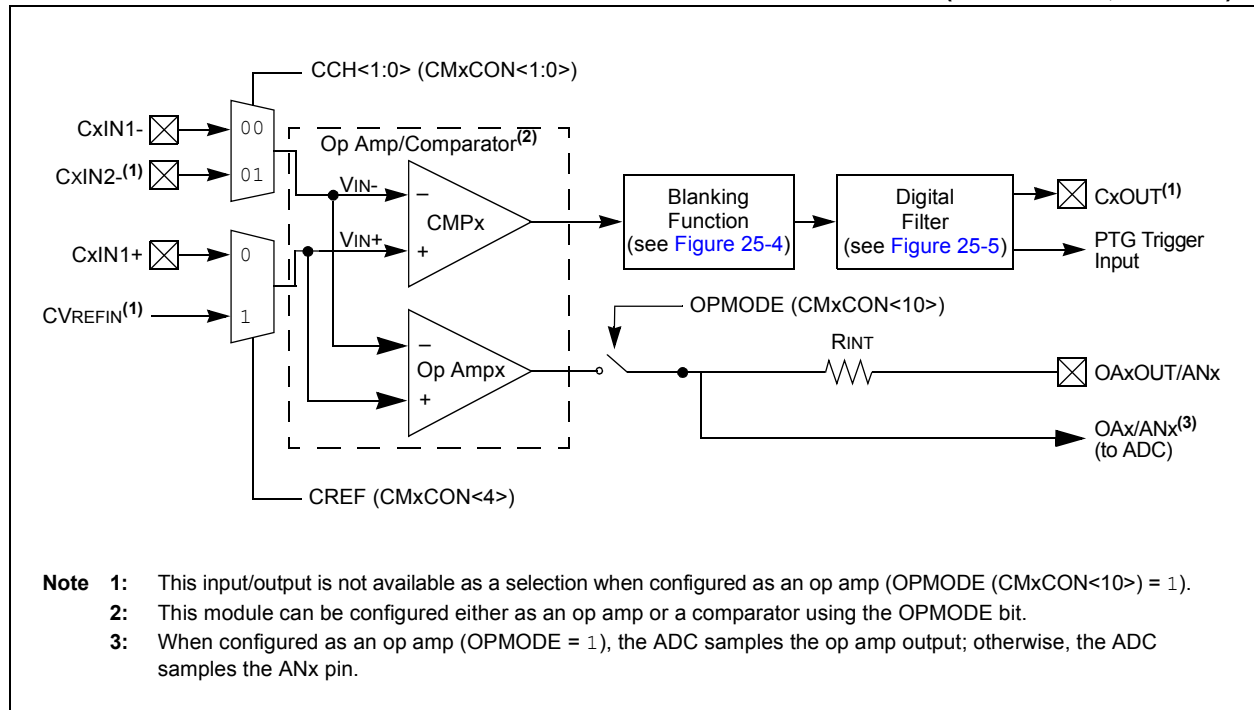 CCH<1:0> (CMxCON<1:0>)
CxIN1-
00
CxIN2-(1)
01
Op Amp/Comparator(2)
VIN-
–
CMPx
VIN+
+
Blanking
Function
(see Figure 25-4)
Digital
Filter
(see Figure 25-5)
CxOUT(1)
PTG Trigger
Input
CxIN1+
0
CVREFIN(1)
1
OPMODE (CMxCON<10>)
–
Op Ampx
+
RINT
OAxOUT/ANx
OAx/ANx(3)
(to ADC)
CREF (CMxCON<4>)
Note 1: This input/output is not available as a selection when configured as an op amp (OPMODE (CMxCON<10>) = 1).
2: This module can be configured either as an op amp or a comparator using the OPMODE bit.
3: When configured as an op amp (OPMODE = 1), the ADC samples the op amp output; otherwise, the ADC
samples the ANx pin.